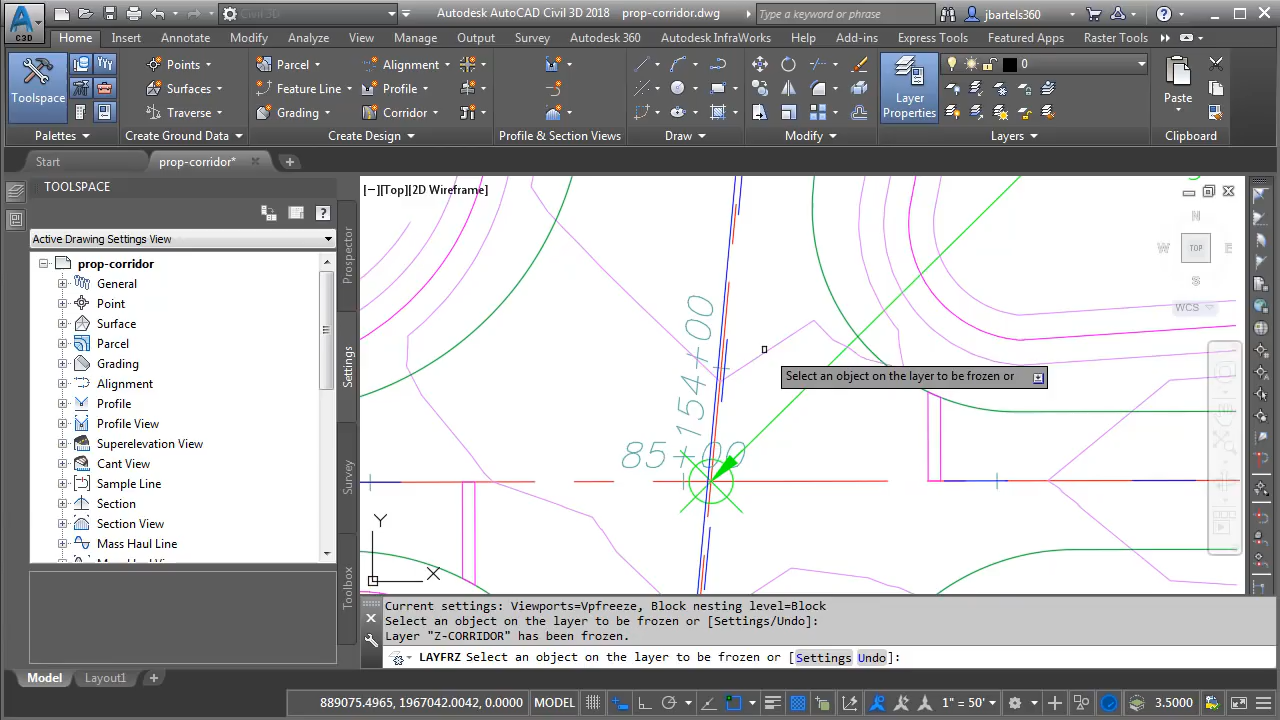 Civil 3D
Autodesk AutoCAD Civil 3D 2018 prop-corridor.dwg
Type a keyword or phrase
jbartels360
C3D
Home Insert Annotate Modify Analyze View Manage Output Survey Autodesk 360 Autodesk InfraWorks Help Add-ins Express Tools Featured Apps Raster Tools
Toolspace
Points
Surfaces
Traverse
Parcel
Feature Line
Grading
Alignment
Profile
Corridor
Layer
Properties
0
Paste
Palettes
Create Ground Data
Create Design
Profile & Section Views
Draw
Modify
Layers
Clipboard
Start
prop-corridor*
TOOLSPACE
Active Drawing Settings View
prop-corridor
General
Point
Surface
Parcel
Grading
Alignment
Profile
Profile View
Superelevation View
Cant View
Sample Line
Section
Section View
Mass Haul Line
Prospector
Settings
Survey
Toolbox
[−][Top][2D Wireframe]
N
W
TOP
E
S
WCS
154+00
85+00
Select an object on the layer to be frozen or
Y
X
Current settings: Viewports=Vpfreeze, Block nesting level=Block
Select an object on the layer to be frozen or [Settings/Undo]:
Layer "Z-CORRIDOR" has been frozen.
LAYFRZ Select an object on the layer to be frozen or [Settings Undo]:
Model
Layout1
889075.4965, 1967042.0042, 0.0000
MODEL
1" = 50'
3.5000